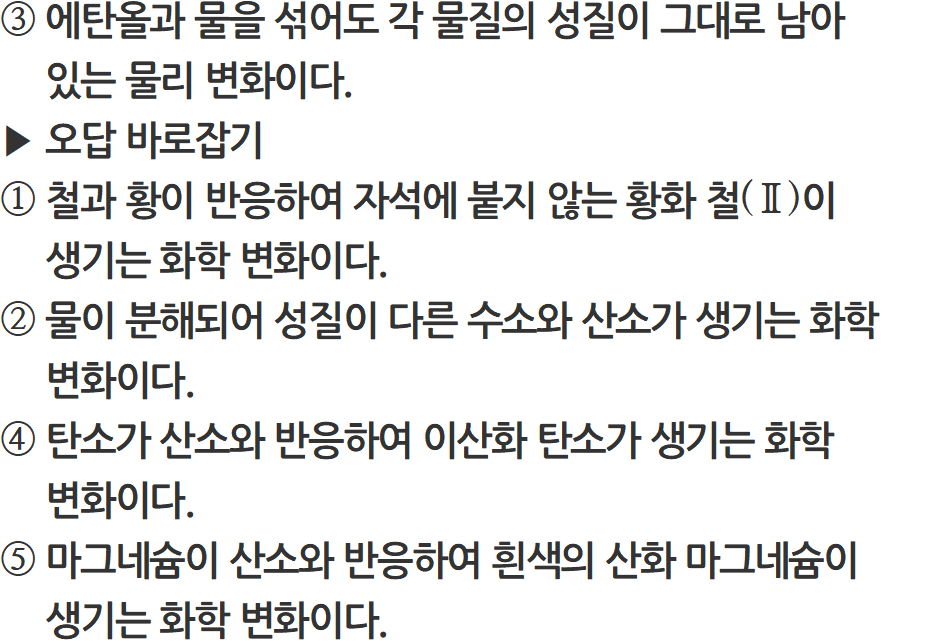 ③ 에탄올과 물을 섞어도 각 물질의 성질이 그대로 남아
있는 물리 변화이다.
▶ 오답 바로잡기
① 철과 황이 반응하여 자석에 붙지 않는 황화 철(Ⅱ)이
생기는 화학 변화이다.
② 물이 분해되어 성질이 다른 수소와 산소가 생기는 화학
변화이다.
④ 탄소가 산소와 반응하여 이산화 탄소가 생기는 화학
변화이다.
⑤ 마그네슘이 산소와 반응하여 흰색의 산화 마그네슘이
생기는 화학 변화이다.